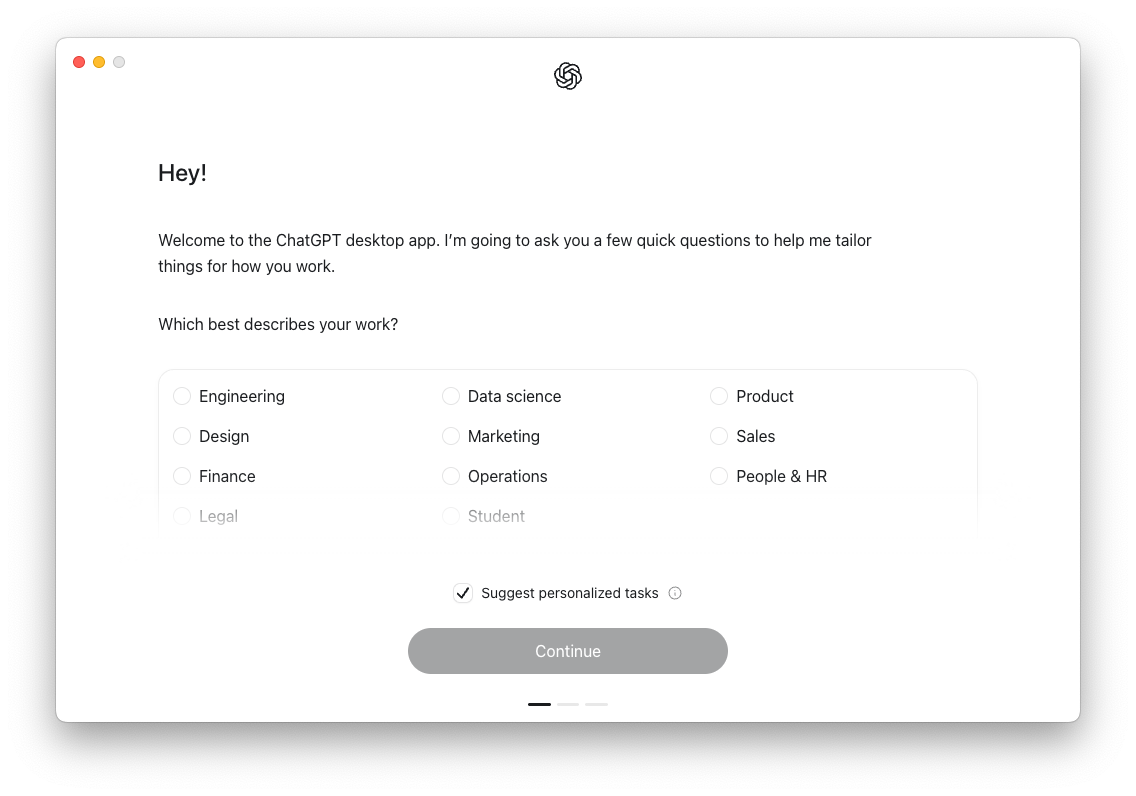 Hey!
Welcome to the ChatGPT desktop app. I’m going to ask you a few quick questions to help me tailor
things for how you work.
Which best describes your work?
Engineering
Data science
Product
Design
Marketing
Sales
Finance
Operations
People & HR
Legal
Student
Suggest personalized tasks
Continue